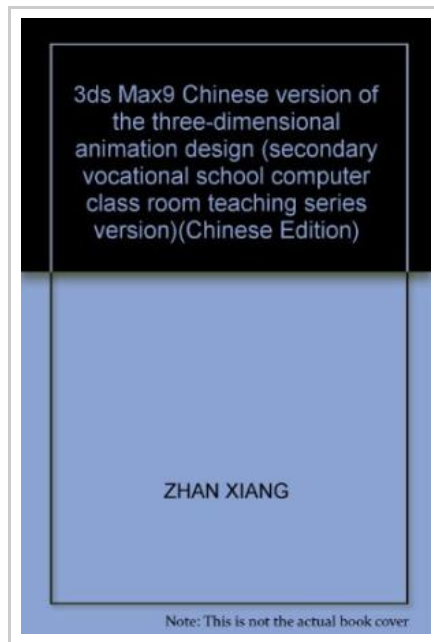 3ds Max9 Chinese version of
the three-dimensional
animation design (secondary
vocational school computer
class room teaching series
version)(Chinese Edition)
ZHAN XIANG
Note: This is not the actual book cover